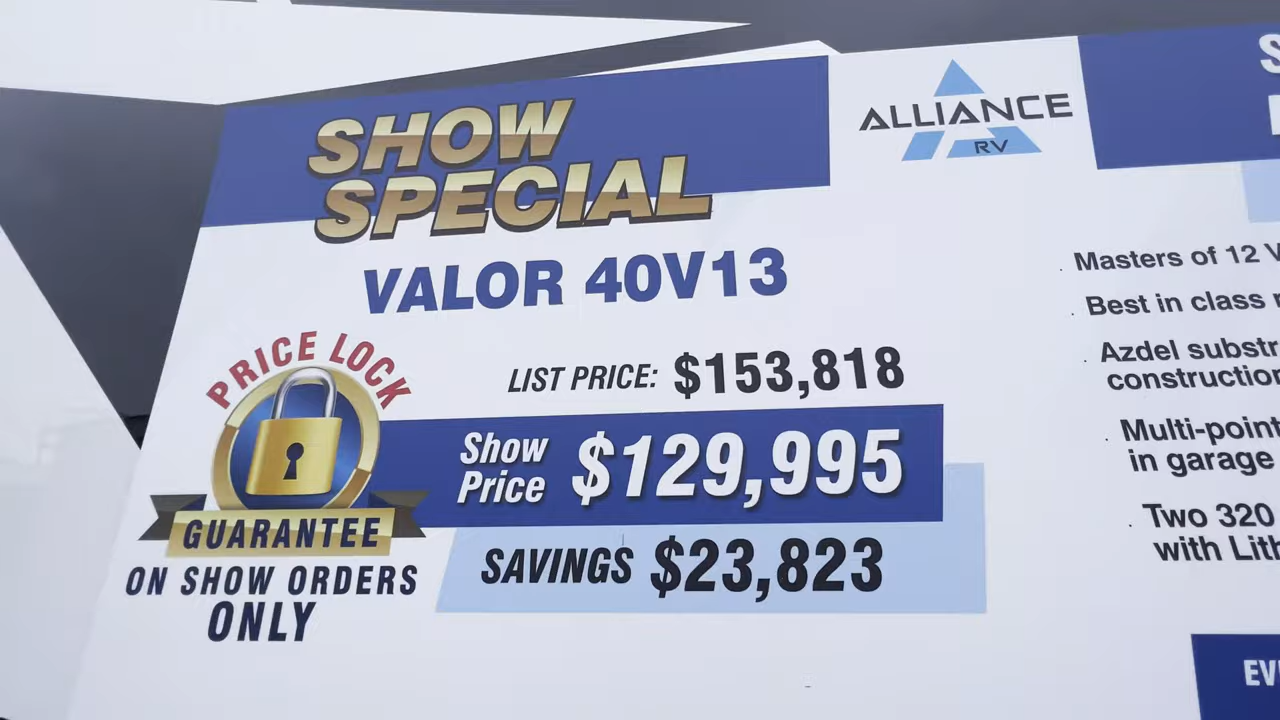 SHOW
SPECIAL
ALLIANCE
RV
VALOR 40V13
PRICE LOCK
GUARANTEE
ON SHOW ORDERS
ONLY
LIST PRICE: $153,818
Show
Price $129,995
SAVINGS $23,823
Masters of 12 V
Best in class
Azdel substr
construction
Multi-point
in garage
Two 320
with Lith
EV